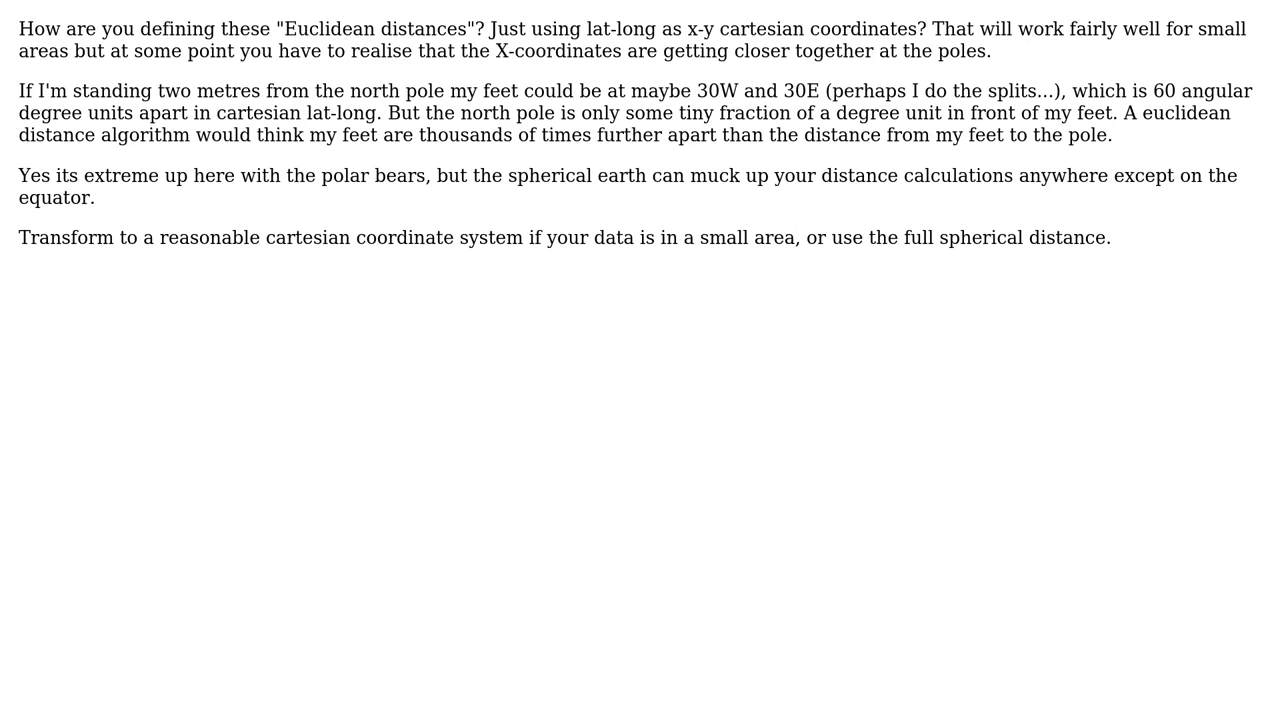 How are you defining these "Euclidean distances"? Just using lat-long as x-y cartesian coordinates? That will work fairly well for small
areas but at some point you have to realise that the X-coordinates are getting closer together at the poles.
If I'm standing two metres from the north pole my feet could be at maybe 30W and 30E (perhaps I do the splits...), which is 60 angular
degree units apart in cartesian lat-long. But the north pole is only some tiny fraction of a degree unit in front of my feet. A euclidean
distance algorithm would think my feet are thousands of times further apart than the distance from my feet to the pole.
Yes its extreme up here with the polar bears, but the spherical earth can muck up your distance calculations anywhere except on the
equator.
Transform to a reasonable cartesian coordinate system if your data is in a small area, or use the full spherical distance.